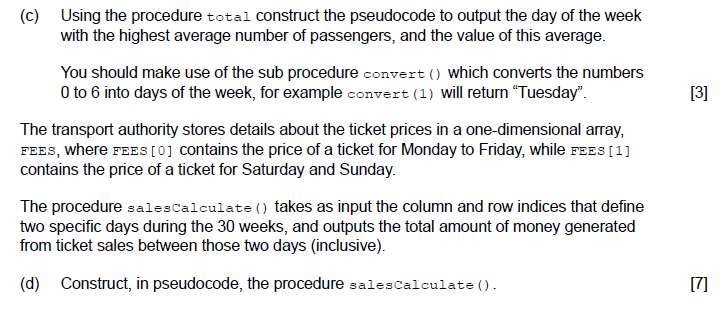 (c) Using the procedure total construct the pseudocode to output the day of the week
with the highest average number of passengers, and the value of this average.
You should make use of the sub procedure convert() which converts the numbers
0 to 6 into days of the week, for example convert(1) will return “Tuesday”. [3]
The transport authority stores details about the ticket prices in a one-dimensional array,
FEES, where FEES[0] contains the price of a ticket for Monday to Friday, while FEES[1]
contains the price of a ticket for Saturday and Sunday.
The procedure salesCalculate() takes as input the column and row indices that define
two specific days during the 30 weeks, and outputs the total amount of money generated
from ticket sales between those two days (inclusive).
(d) Construct, in pseudocode, the procedure salesCalculate(). [7]